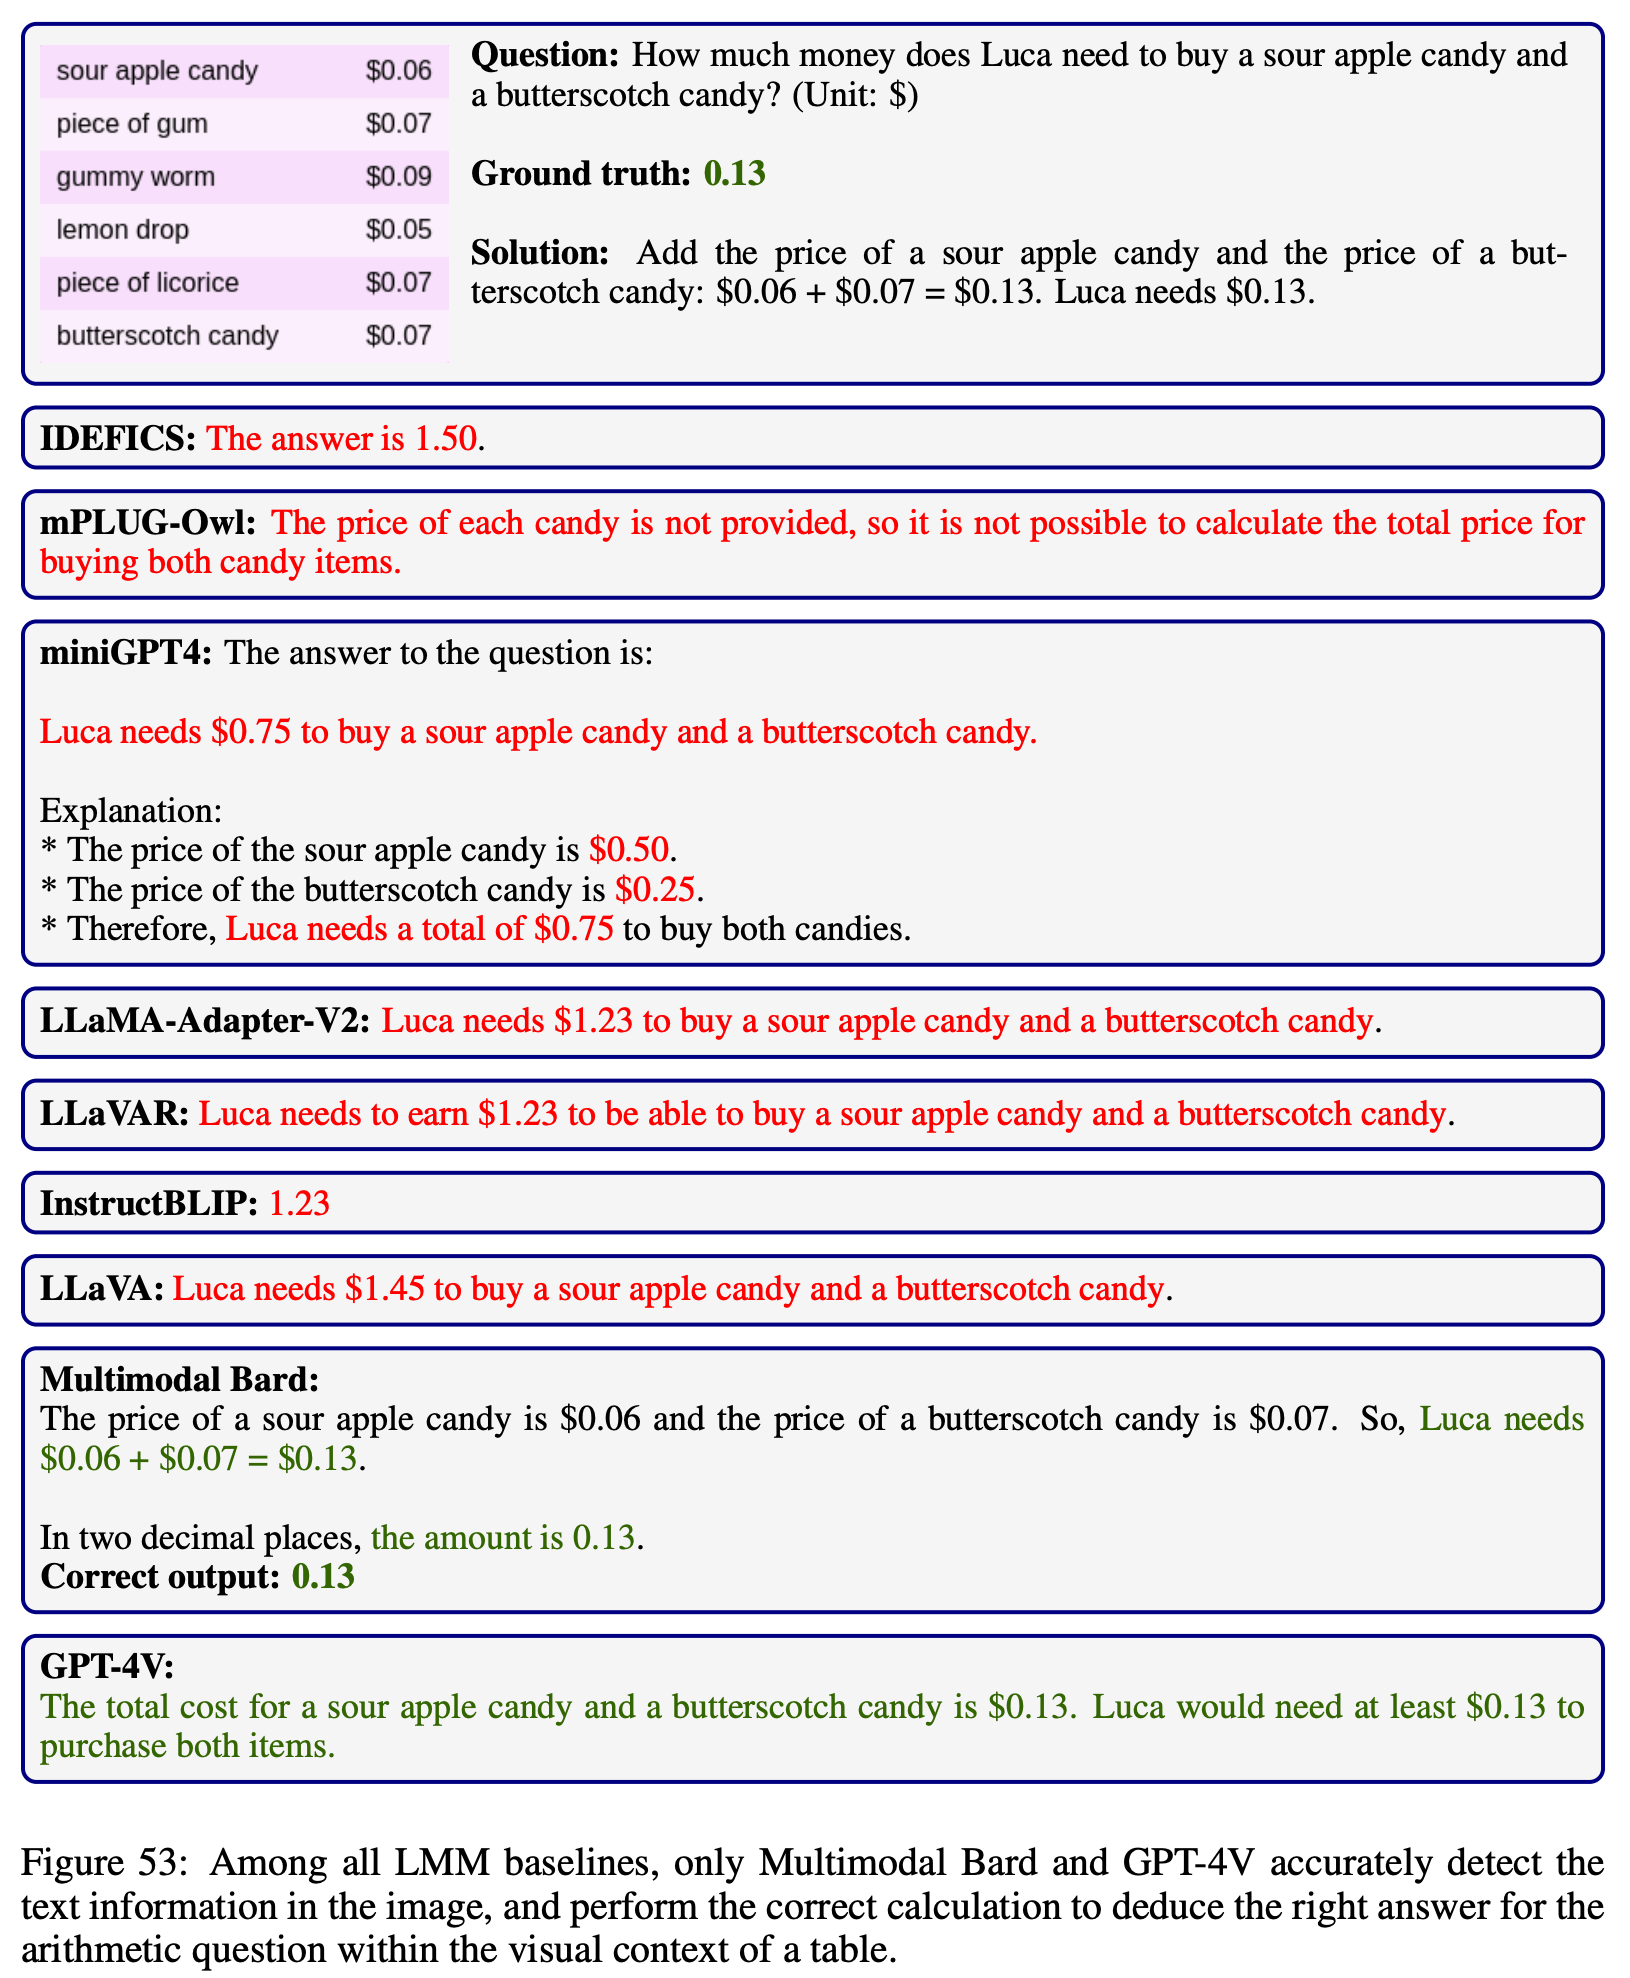 sour apple candy $0.06
piece of gum $0.07
gummy worm $0.09
lemon drop $0.05
piece of licorice $0.07
butterscotch candy $0.07
Question: How much money does Luca need to buy a sour apple candy and
a butterscotch candy? (Unit: $)
Ground truth: 0.13
Solution: Add the price of a sour apple candy and the price of a but-
terscotch candy: $0.06 + $0.07 = $0.13. Luca needs $0.13.
IDEFICS: The answer is 1.50.
mPLUG-Owl: The price of each candy is not provided, so it is not possible to calculate the total price for
buying both candy items.
miniGPT4: The answer to the question is:
Luca needs $0.75 to buy a sour apple candy and a butterscotch candy.
Explanation:
* The price of the sour apple candy is $0.50.
* The price of the butterscotch candy is $0.25.
* Therefore, Luca needs a total of $0.75 to buy both candies.
LLaMA-Adapter-V2: Luca needs $1.23 to buy a sour apple candy and a butterscotch candy.
LLaVAR: Luca needs to earn $1.23 to be able to buy a sour apple candy and a butterscotch candy.
InstructBLIP: 1.23
LLaVA: Luca needs $1.45 to buy a sour apple candy and a butterscotch candy.
Multimodal Bard:
The price of a sour apple candy is $0.06 and the price of a butterscotch candy is $0.07. So, Luca needs
$0.06 + $0.07 = $0.13.
In two decimal places, the amount is 0.13.
Correct output: 0.13
GPT-4V:
The total cost for a sour apple candy and a butterscotch candy is $0.13. Luca would need at least $0.13 to
purchase both items.
Figure 53: Among all LMM baselines, only Multimodal Bard and GPT-4V accurately detect the
text information in the image, and perform the correct calculation to deduce the right answer for the
arithmetic question within the visual context of a table.